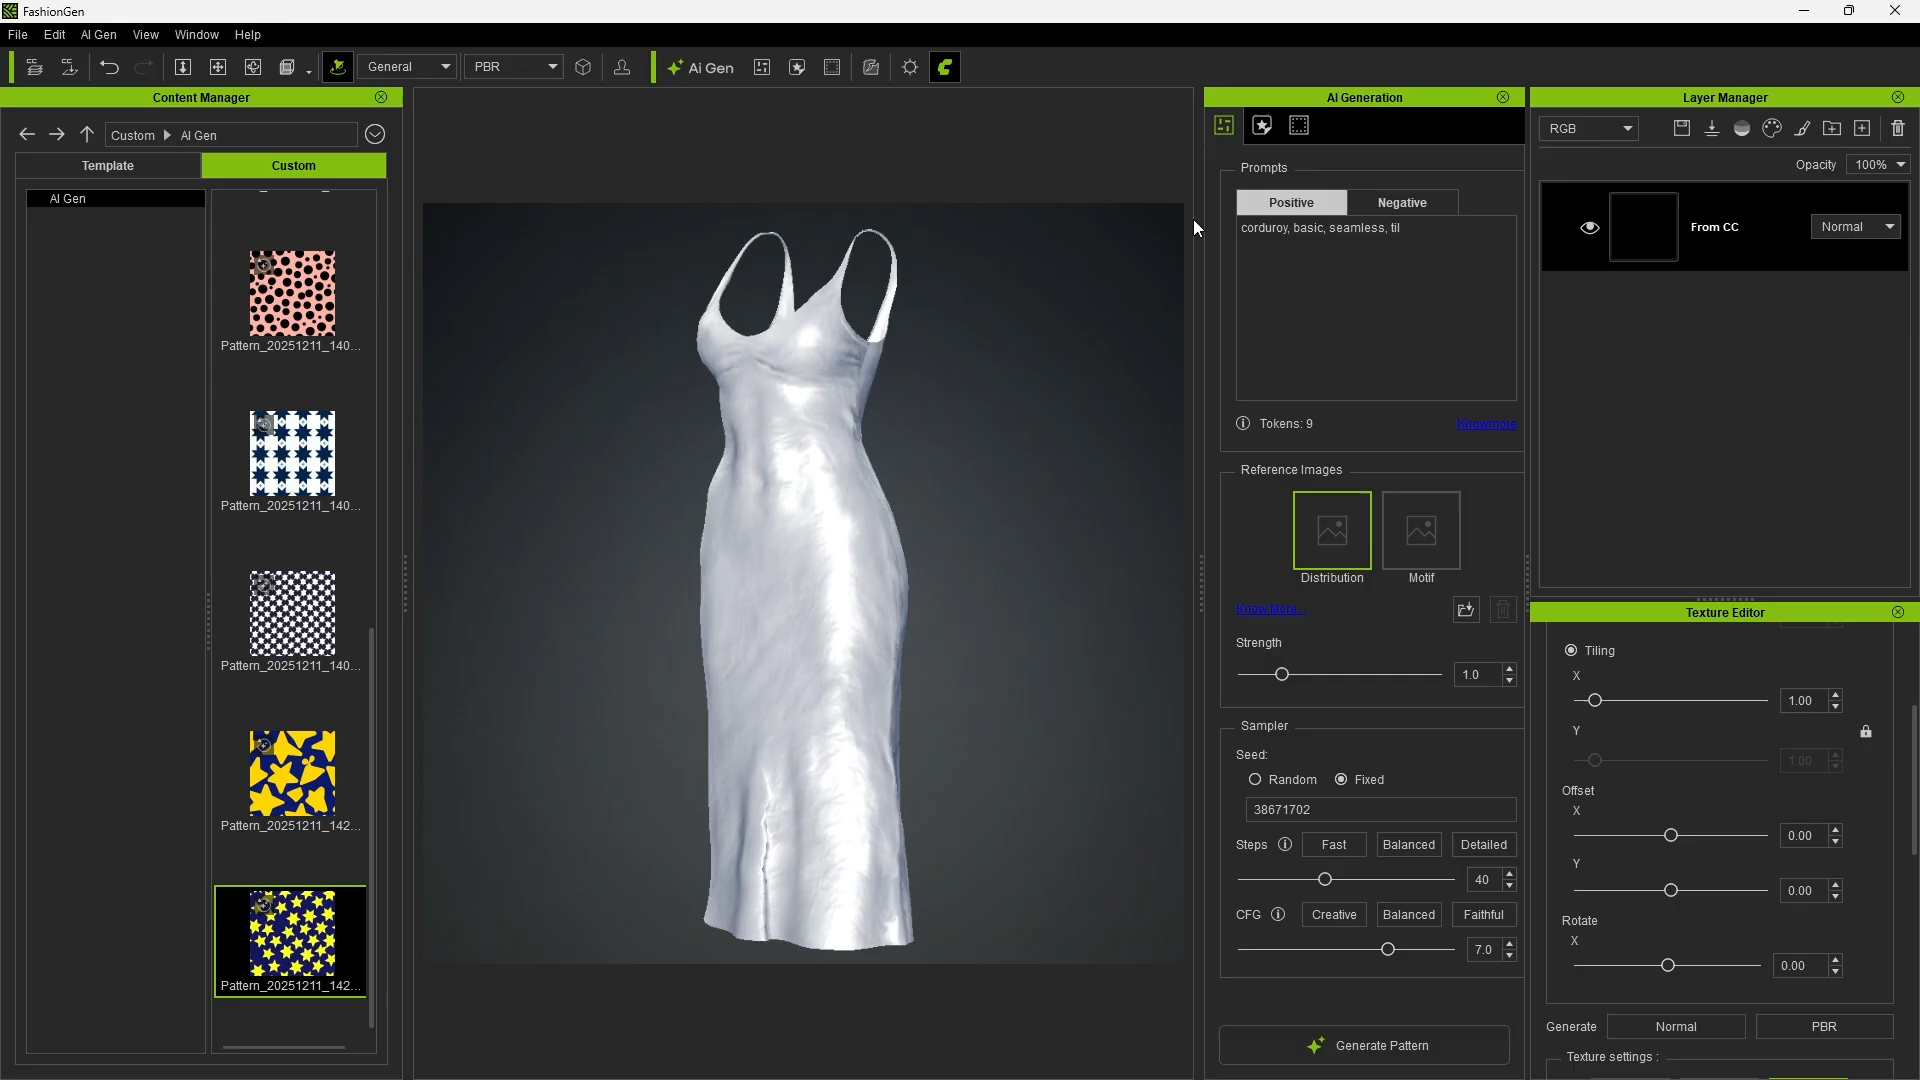 FashionGen
File Edit AI Gen View Window Help
General PBR Ai Gen
Content Manager
Custom AI Gen
Template Custom
AI Gen
Pattern_20251211_140...
Pattern_20251211_140...
Pattern_20251211_140...
Pattern_20251211_142...
Pattern_20251211_142...
AI Generation
Prompts
Positive Negative
corduroy, basic, seamless, til
Tokens: 9 Knowmore
Reference Images
Distribution Motif
Know More...
Strength
1.0
Sampler
Seed:
Random Fixed
38671702
Steps Fast Balanced Detailed
40
CFG Creative Balanced Faithful
7.0
Generate Pattern
Layer Manager
RGB
Opacity 100%
From CC Normal
Texture Editor
Tiling
X
1.00
Y
1.00
Offset
X
0.00
Y
0.00
Rotate
X
0.00
Generate Normal PBR
Texture settings :